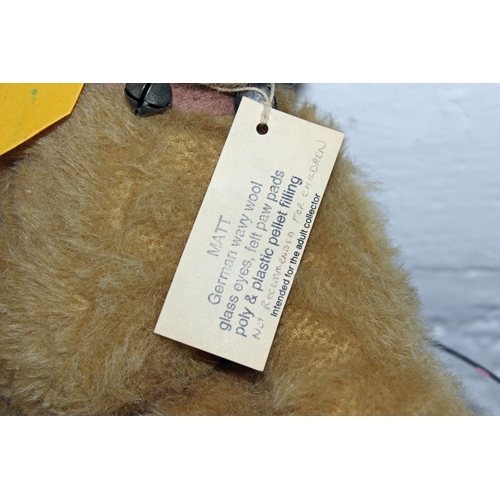 MATT
German wavy wool
glass eyes, felt paw pads
poly & plastic pellet filling
Intended for the adult collector
NOT RECOMMENDED FOR CHILDREN